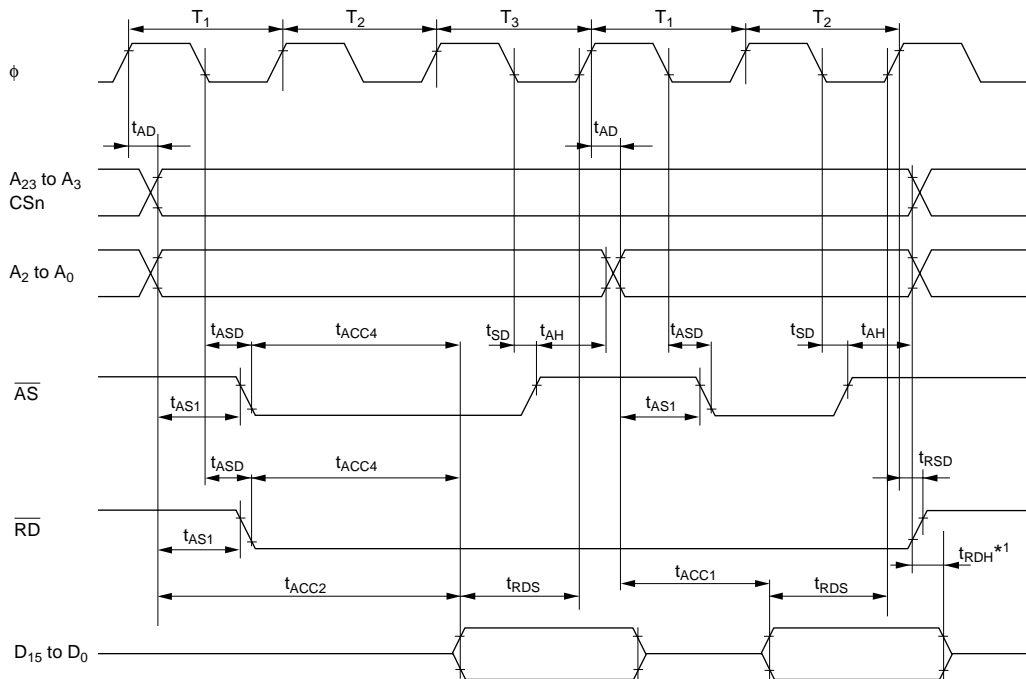 T1 T2 T3 T1 T2
ϕ
tAD tAD
A23 to A3
CSn
A2 to A0
tASD tACC4 tSD tAH tASD tSD tAH
AS
tAS1 tAS1
tASD tACC4 tRSD
RD
tAS1 tRDH*1
tACC2 tRDS tACC1 tRDS
D15 to D0